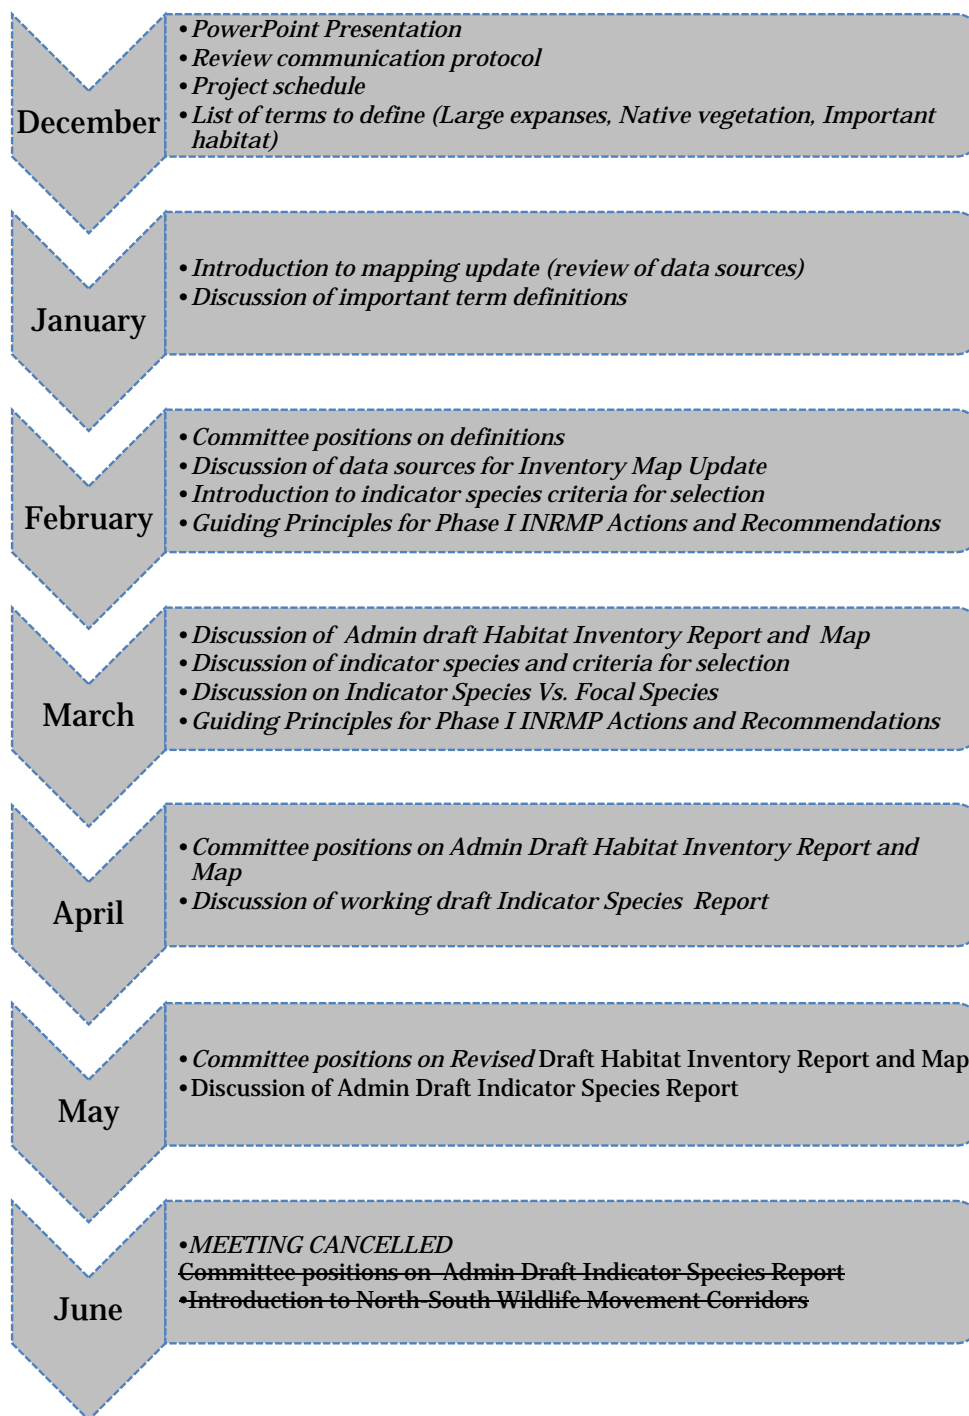 December
•PowerPoint Presentation
•Review communication protocol
•Project schedule
•List of terms to define (Large expanses, Native vegetation, Important
habitat)
January
•Introduction to mapping update (review of data sources)
•Discussion of important term definitions
February
•Committee positions on definitions
•Discussion of data sources for Inventory Map Update
•Introduction to indicator species criteria for selection
•Guiding Principles for Phase I INRMP Actions and Recommendations
March
•Discussion of Admin draft Habitat Inventory Report and Map
•Discussion of indicator species and criteria for selection
•Discussion on Indicator Species Vs. Focal Species
•Guiding Principles for Phase I INRMP Actions and Recommendations
April
•Committee positions on Admin Draft Habitat Inventory Report and
Map
•Discussion of working draft Indicator Species Report
May
•Committee positions on Revised Draft Habitat Inventory Report and Map
•Discussion of Admin Draft Indicator Species Report
June
•MEETING CANCELLED
Committee positions on Admin Draft Indicator Species Report
•Introduction to North-South Wildlife Movement Corridors